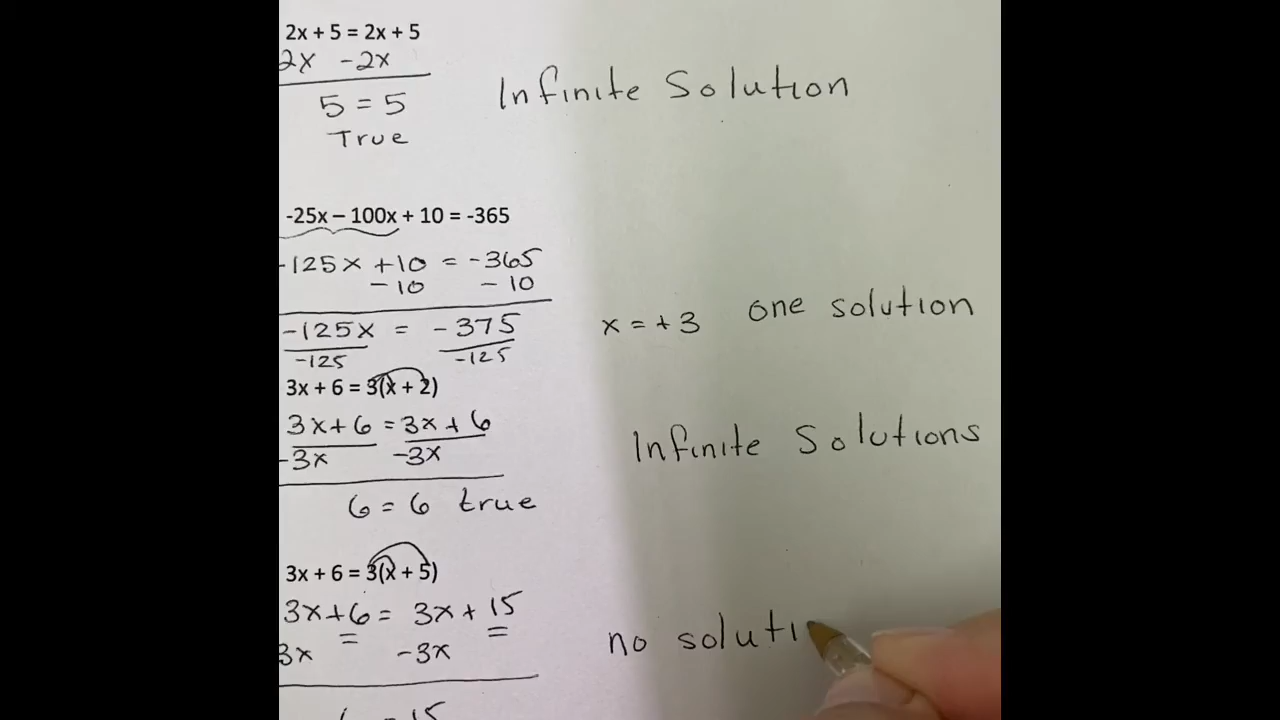 2x + 5 = 2x + 5
2x -2x
5 = 5
True
Infinite Solution
-25x – 100x + 10 = -365
-125x +10 = -365
-10 -10
-125x = -375
-125 -125
x = +3 one solution
3x + 6 = 3(x + 2)
3x+6 = 3x + 6
-3x -3x
6 = 6 true
Infinite Solutions
3x + 6 = 3(x + 5)
3x+6 = 3x + 15
3x -3x
no soluti
= 15